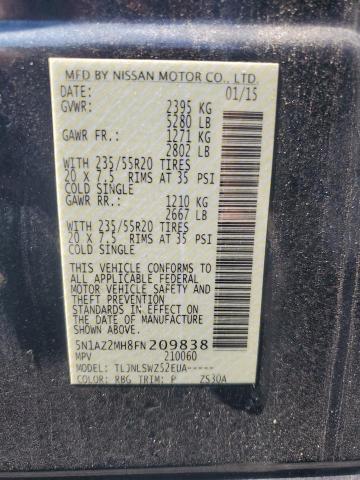 MFD BY NISSAN MOTOR CO., LTD.
DATE: 01/15
GVWR: 2395 KG
5280 LB
GAWR FR.: 1271 KG
2802 LB
WITH 235/55R20 TIRES
20 X 7.5 RIMS AT 35 PSI
COLD SINGLE
GAWR RR.: 1210 KG
2667 LB
WITH 235/55R20 TIRES
20 X 7.5 RIMS AT 35 PSI
COLD SINGLE
THIS VEHICLE CONFORMS TO
ALL APPLICABLE FEDERAL
MOTOR VEHICLE SAFETY
STANDARDS IN EFFECT ON
THE DATE OF MANUFACTURE
SHOWN ABOVE.
5N1AZ2MH8FN209838
MPV 210060
MODEL: TLJNLSWZ52EUA-----
COLOR: RBG TRIM: P ZS30A